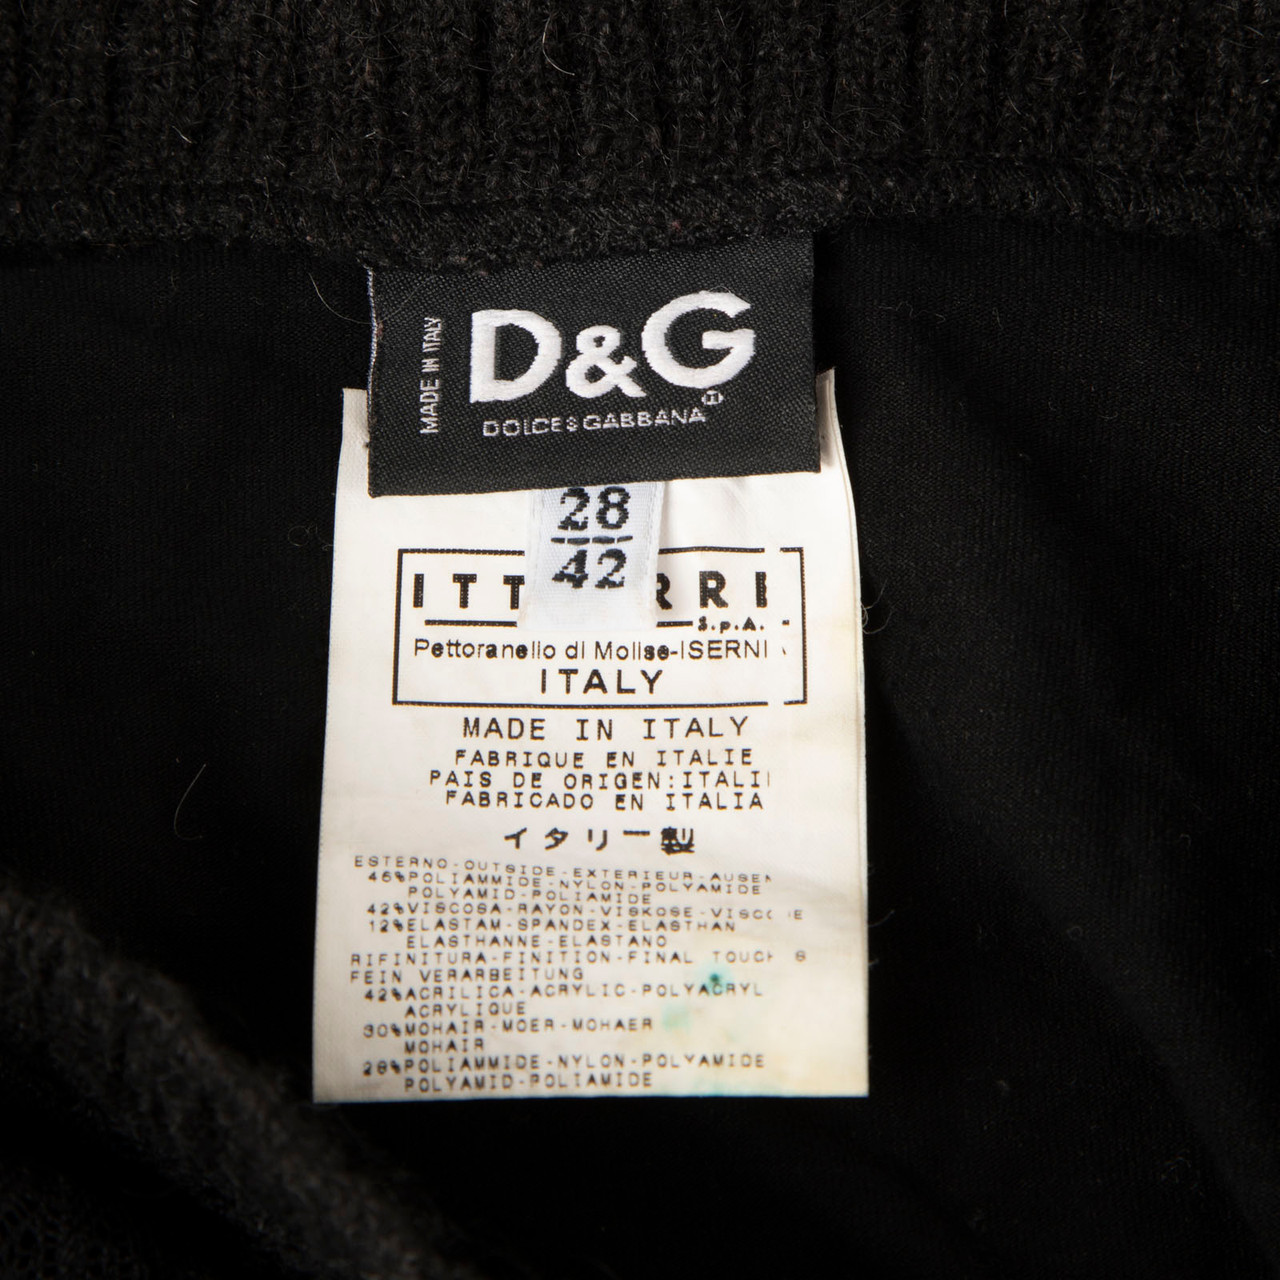 MADE IN ITALY
D&G
DOLCE&GABBANA
28
42
ITT RRE
S.p.A.
Pettoranello di Molise-ISERNI
ITALY
MADE IN ITALY
FABRIQUE EN ITALIE
PAIS DE ORIGEN:ITALI
FABRICADO EN ITALIA
イタリー製
ESTERNO-OUTSIDE-EXTERIEUR-AUSEN
46%POLIAMMIDE-NYLON-POLYAMIDE
POLYAMID-POLIAMIDE
42%VISCOSA-RAYON-VISKOSE-VISCOSE
12%ELASTAM-SPANDEX-ELASTHAN
ELASTHANNE-ELASTANO
RIFINITURA-FINITION-FINAL TOUCHES
FEIN VERARBEITUNG
42%ACRILICA-ACRYLIC-POLYACRYL
ACRYLIQUE
30%MOHAIR-MOER-MOHAER
MOHAIR
28%POLIAMMIDE-NYLON-POLYAMIDE
POLYAMID-POLIAMIDE